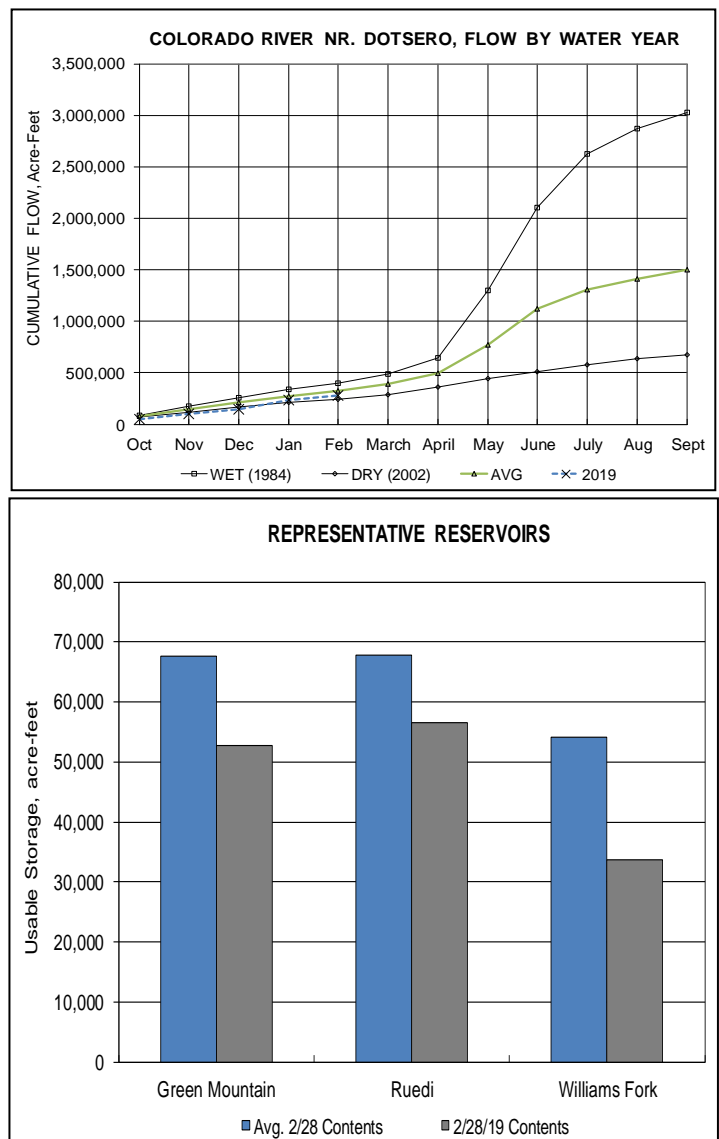 COLORADO RIVER NR. DOTSERO, FLOW BY WATER YEAR
CUMULATIVE FLOW, Acre-Feet
3,500,000
3,000,000
2,500,000
2,000,000
1,500,000
1,000,000
500,000
0
Oct Nov Dec Jan Feb March April May June July Aug Sept
WET (1984) DRY (2002) AVG 2019
REPRESENTATIVE RESERVOIRS
Usable Storage, acre-feet
80,000
70,000
60,000
50,000
40,000
30,000
20,000
10,000
0
Green Mountain Ruedi Williams Fork
Avg. 2/28 Contents 2/28/19 Contents